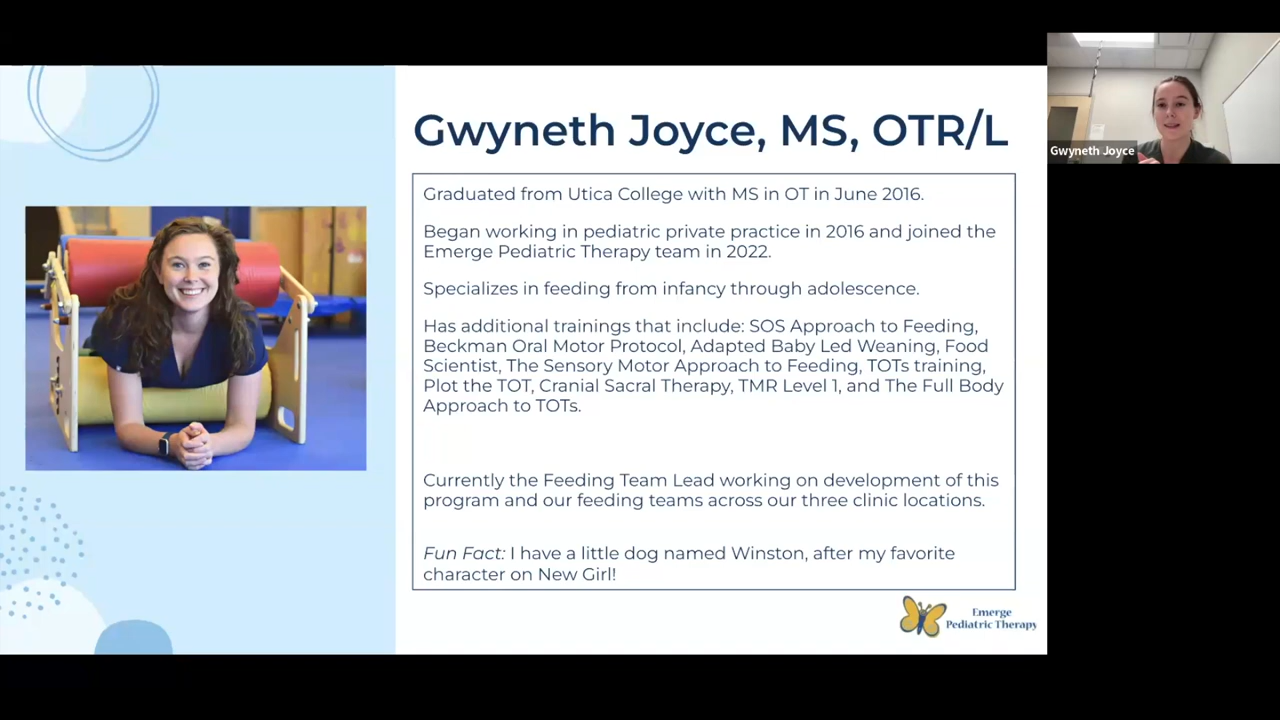 Gwyneth Joyce, MS, OTR/L
Graduated from Utica College with MS in OT in June 2016.
Began working in pediatric private practice in 2016 and joined the
Emerge Pediatric Therapy team in 2022.
Specializes in feeding from infancy through adolescence.
Has additional trainings that include: SOS Approach to Feeding,
Beckman Oral Motor Protocol, Adapted Baby Led Weaning, Food
Scientist, The Sensory Motor Approach to Feeding, TOTs training,
Plot the TOT, Cranial Sacral Therapy, TMR Level 1, and The Full Body
Approach to TOTs.
Currently the Feeding Team Lead working on development of this
program and our feeding teams across our three clinic locations.
Fun Fact: I have a little dog named Winston, after my favorite
character on New Girl!
Emerge
Pediatric Therapy
Gwyneth Joyce